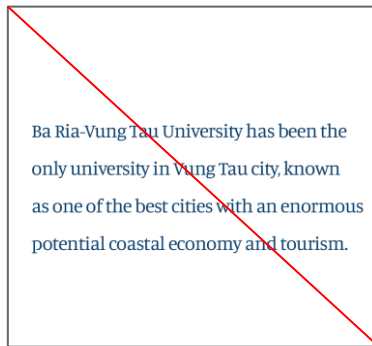 Ba Ria-Vung Tau University has been the
only university in Vung Tau city, known
as one of the best cities with an enormous
potential coastal economy and tourism.